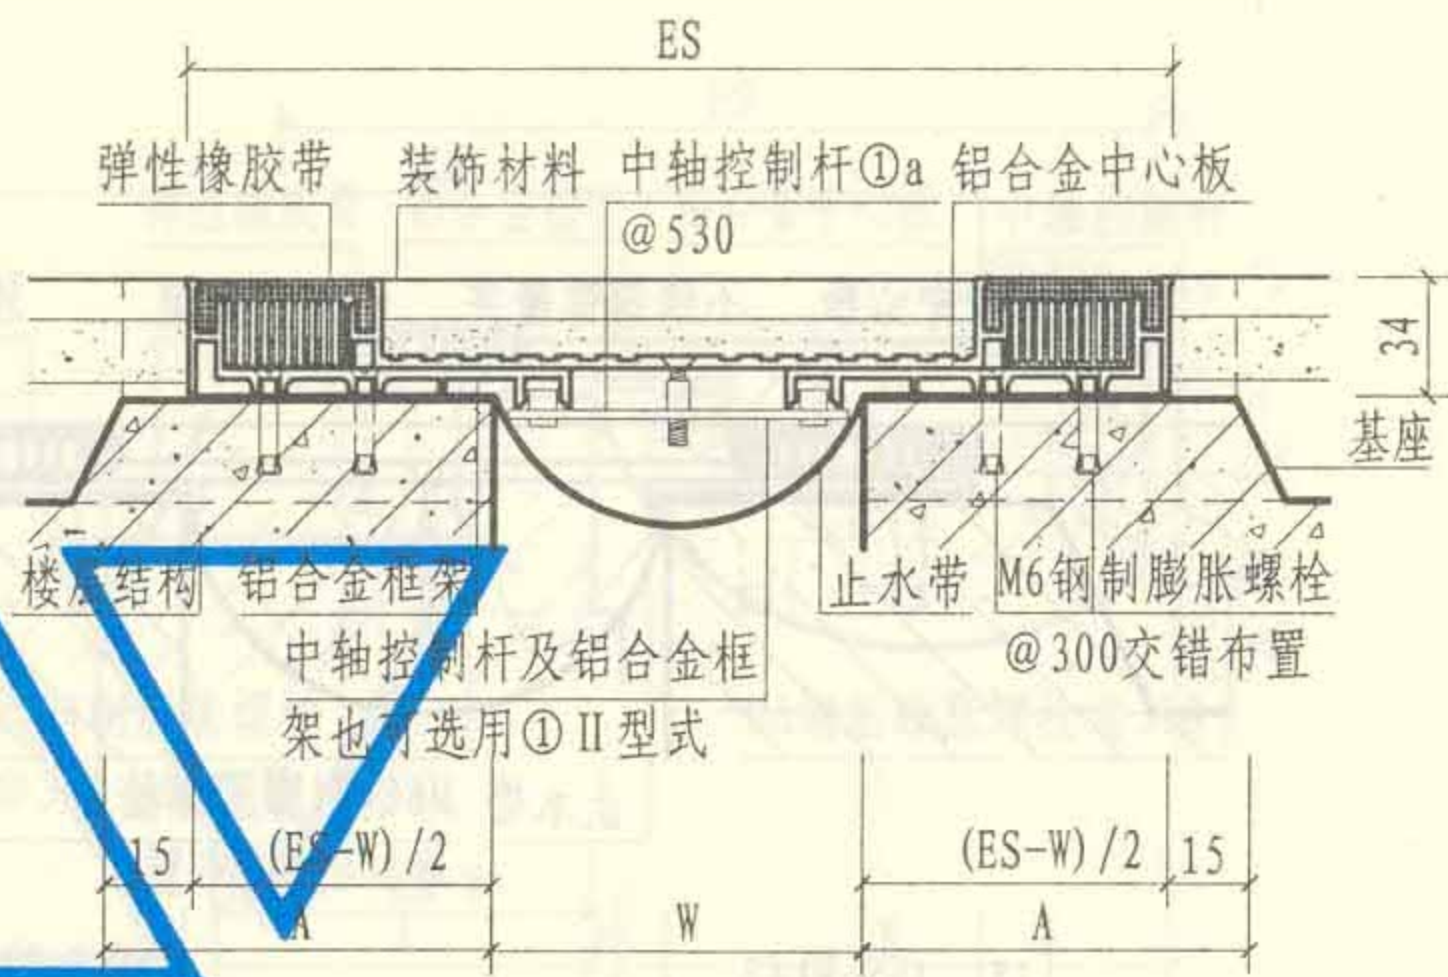 ES
弹性橡胶带
装饰材料
中轴控制杆①a
@530
铝合金中心板
34
基座
楼层结构
铝合金框架
止水带
M6钢制膨胀螺栓
@300交错布置
中轴控制杆及铝合金框
架也可选用①II型式
15
(ES-W)/2
(ES-W)/2
15
A
W
A